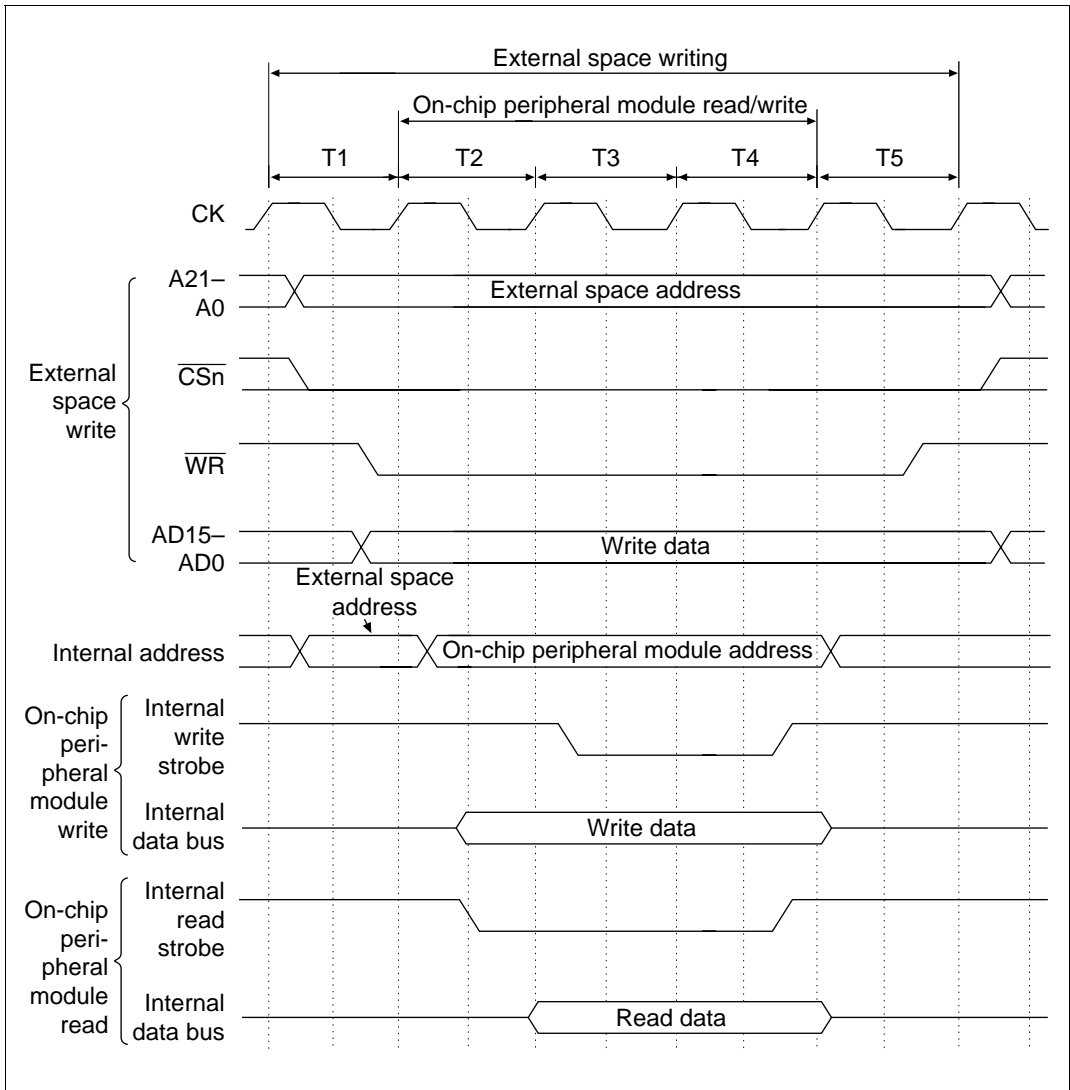 External space writing
On-chip peripheral module read/write
T1 T2 T3 T4 T5
CK
A21–
A0
External space address
External
space
write
CSn
WR
AD15–
AD0
Write data
External space
address
Internal address
On-chip peripheral module address
On-chip
peri-
pheral
module
write
Internal
write
strobe
Internal
data bus
Write data
On-chip
peri-
pheral
module
read
Internal
read
strobe
Internal
data bus
Read data